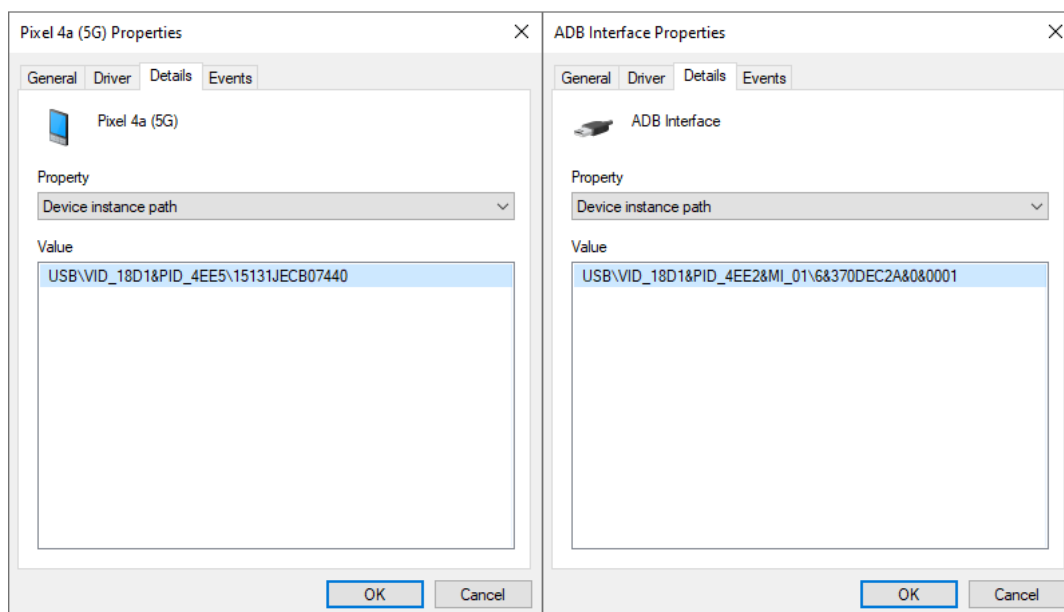 Pixel 4a (5G) Properties
General Driver Details Events
Pixel 4a (5G)
Property
Device instance path
Value
USB\VID_18D1&PID_4EE5\15131JECB07440
OK Cancel
ADB Interface Properties
General Driver Details Events
ADB Interface
Property
Device instance path
Value
USB\VID_18D1&PID_4EE2&MI_01\6&370DEC2A&0&0001
OK Cancel